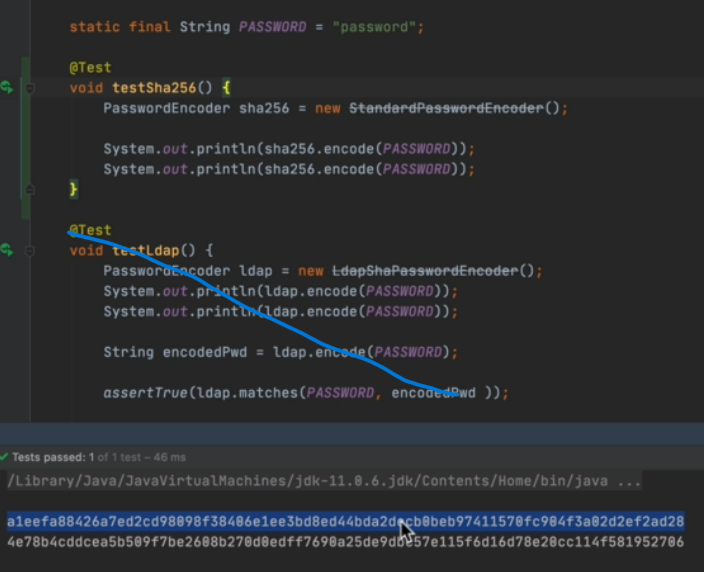 static final String PASSWORD = "password";
@Test
void testSha256() {
PasswordEncoder sha256 = new StandardPasswordEncoder();
System.out.println(sha256.encode(PASSWORD));
System.out.println(sha256.encode(PASSWORD));
}
@Test
void testLdap() {
PasswordEncoder ldap = new LdapShaPasswordEncoder();
System.out.println(ldap.encode(PASSWORD));
System.out.println(ldap.encode(PASSWORD));
String encodedPwd = ldap.encode(PASSWORD);
assertTrue(ldap.matches(PASSWORD, encodedPwd ));
Tests passed: 1 of 1 test – 46 ms
/Library/Java/JavaVirtualMachines/jdk-11.0.6.jdk/Contents/Home/bin/java ...